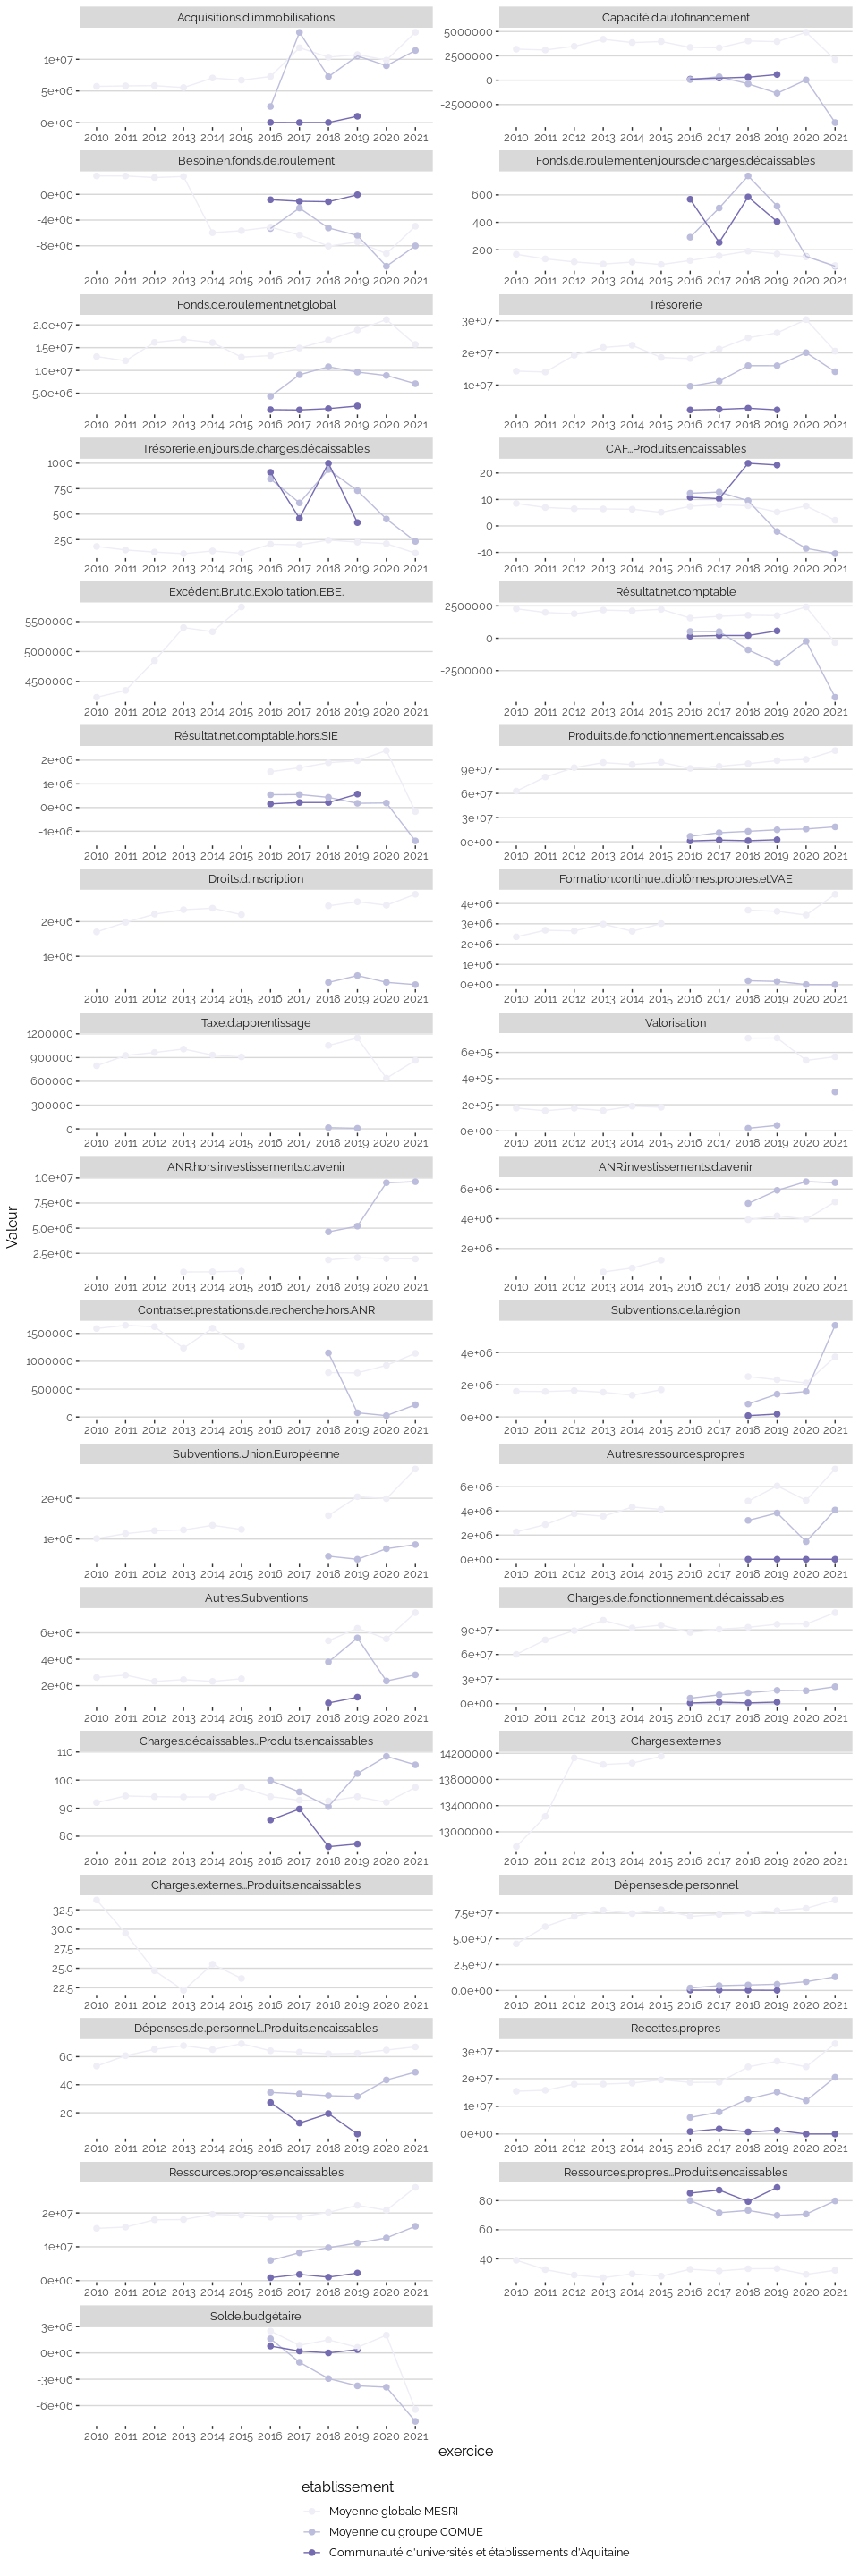 Acquisitions.d.immobilisations
1e+07
5e+06
0e+00
2010 2011 2012 2013 2014 2015 2016 2017 2018 2019 2020 2021
Capacité.d.autofinancement
5000000
2500000
0
-2500000
2010 2011 2012 2013 2014 2015 2016 2017 2018 2019 2020 2021
Besoin.en.fonds.de.roulement
0e+00
-4e+06
-8e+06
2010 2011 2012 2013 2014 2015 2016 2017 2018 2019 2020 2021
Fonds.de.roulement.en.jours.de.charges.décaissables
600
400
200
2010 2011 2012 2013 2014 2015 2016 2017 2018 2019 2020 2021
Fonds.de.roulement.net.global
2.0e+07
1.5e+07
1.0e+07
5.0e+06
2010 2011 2012 2013 2014 2015 2016 2017 2018 2019 2020 2021
Trésorerie
3e+07
2e+07
1e+07
2010 2011 2012 2013 2014 2015 2016 2017 2018 2019 2020 2021
Trésorerie.en.jours.de.charges.décaissables
1000
750
500
250
2010 2011 2012 2013 2014 2015 2016 2017 2018 2019 2020 2021
CAF...Produits.encaissables
20
10
0
-10
2010 2011 2012 2013 2014 2015 2016 2017 2018 2019 2020 2021
Excédent.Brut.d.Exploitation..EBE.
5500000
5000000
4500000
2010 2011 2012 2013 2014 2015 2016 2017 2018 2019 2020 2021
Résultat.net.comptable
2500000
0
-2500000
2010 2011 2012 2013 2014 2015 2016 2017 2018 2019 2020 2021
Résultat.net.comptable.hors.SIE
2e+06
1e+06
0e+00
-1e+06
2010 2011 2012 2013 2014 2015 2016 2017 2018 2019 2020 2021
Produits.de.fonctionnement.encaissables
9e+07
6e+07
3e+07
0e+00
2010 2011 2012 2013 2014 2015 2016 2017 2018 2019 2020 2021
Droits.d.inscription
2e+06
1e+06
2010 2011 2012 2013 2014 2015 2016 2017 2018 2019 2020 2021
Formation.continue..diplômes.propres.et.VAE
4e+06
3e+06
2e+06
1e+06
0e+00
2010 2011 2012 2013 2014 2015 2016 2017 2018 2019 2020 2021
Taxe.d.apprentissage
1200000
900000
600000
300000
0
2010 2011 2012 2013 2014 2015 2016 2017 2018 2019 2020 2021
Valorisation
6e+05
4e+05
2e+05
0e+00
2010 2011 2012 2013 2014 2015 2016 2017 2018 2019 2020 2021
ANR.hors.investissements.d.avenir
1.0e+07
7.5e+06
5.0e+06
2.5e+06
2010 2011 2012 2013 2014 2015 2016 2017 2018 2019 2020 2021
ANR.investissements.d.avenir
6e+06
4e+06
2e+06
2010 2011 2012 2013 2014 2015 2016 2017 2018 2019 2020 2021
Valeur
Contrats.et.prestations.de.recherche.hors.ANR
1500000
1000000
500000
0
2010 2011 2012 2013 2014 2015 2016 2017 2018 2019 2020 2021
Subventions.de.la.région
4e+06
2e+06
0e+00
2010 2011 2012 2013 2014 2015 2016 2017 2018 2019 2020 2021
Subventions.Union.Européenne
2e+06
1e+06
2010 2011 2012 2013 2014 2015 2016 2017 2018 2019 2020 2021
Autres.ressources.propres
6e+06
4e+06
2e+06
0e+00
2010 2011 2012 2013 2014 2015 2016 2017 2018 2019 2020 2021
Autres.Subventions
6e+06
4e+06
2e+06
2010 2011 2012 2013 2014 2015 2016 2017 2018 2019 2020 2021
Charges.de.fonctionnement.décaissables
9e+07
6e+07
3e+07
0e+00
2010 2011 2012 2013 2014 2015 2016 2017 2018 2019 2020 2021
Charges.décaissables...Produits.encaissables
110
100
90
80
2010 2011 2012 2013 2014 2015 2016 2017 2018 2019 2020 2021
Charges.externes
14200000
13800000
13400000
13000000
2010 2011 2012 2013 2014 2015 2016 2017 2018 2019 2020 2021
Charges.externes...Produits.encaissables
32.5
30.0
27.5
25.0
22.5
2010 2011 2012 2013 2014 2015 2016 2017 2018 2019 2020 2021
Dépenses.de.personnel
7.5e+07
5.0e+07
2.5e+07
0.0e+00
2010 2011 2012 2013 2014 2015 2016 2017 2018 2019 2020 2021
Dépenses.de.personnel...Produits.encaissables
60
40
20
2010 2011 2012 2013 2014 2015 2016 2017 2018 2019 2020 2021
Recettes.propres
3e+07
2e+07
1e+07
0e+00
2010 2011 2012 2013 2014 2015 2016 2017 2018 2019 2020 2021
Ressources.propres.encaissables
2e+07
1e+07
0e+00
2010 2011 2012 2013 2014 2015 2016 2017 2018 2019 2020 2021
Ressources.propres...Produits.encaissables
80
60
40
2010 2011 2012 2013 2014 2015 2016 2017 2018 2019 2020 2021
Solde.budgétaire
3e+06
0e+00
-3e+06
-6e+06
2010 2011 2012 2013 2014 2015 2016 2017 2018 2019 2020 2021
exercice
etablissement
Moyenne globale MESRI
Moyenne du groupe COMUE
Communauté d'universités et établissements d'Aquitaine